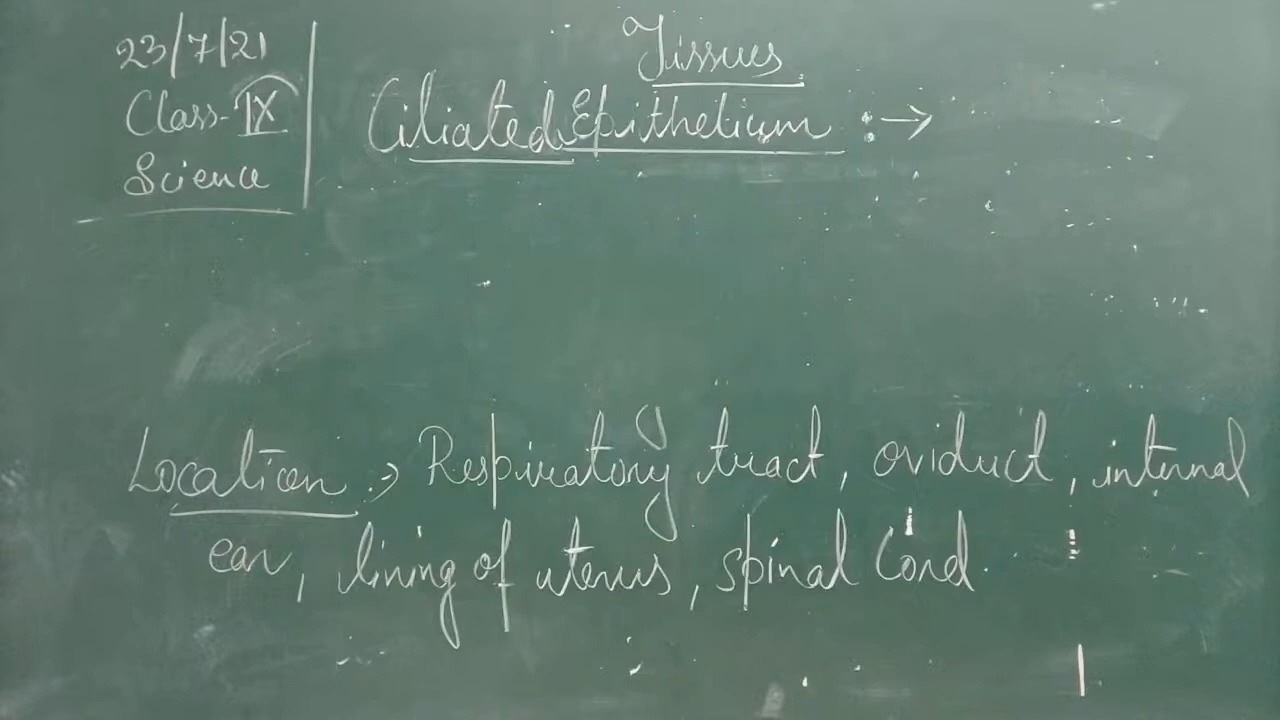 23/7/21
Class-IX
Science
Tissues
Ciliated Epithelium :→
Location :→ Respiratory tract, oviduct, internal
ear, lining of uterus, spinal Cord.